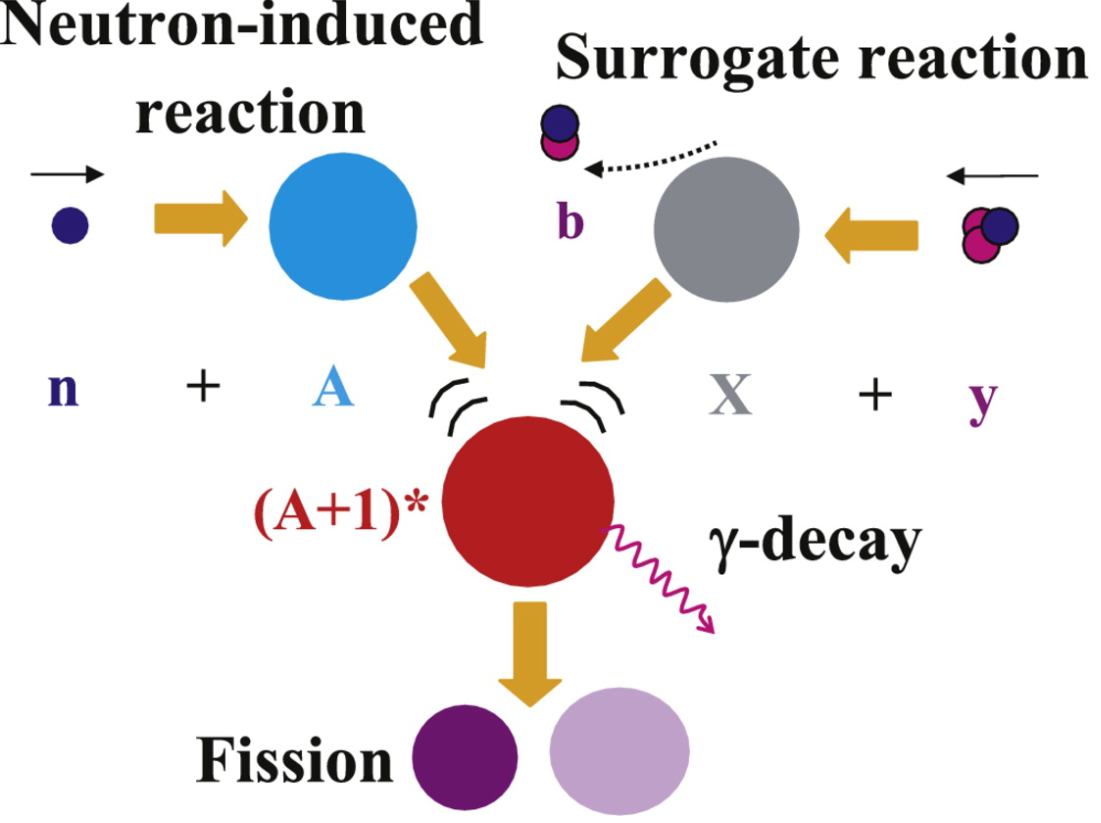 Neutron-induced
reaction
Surrogate reaction
b
n + A
X + y
(A+1)*
γ-decay
Fission